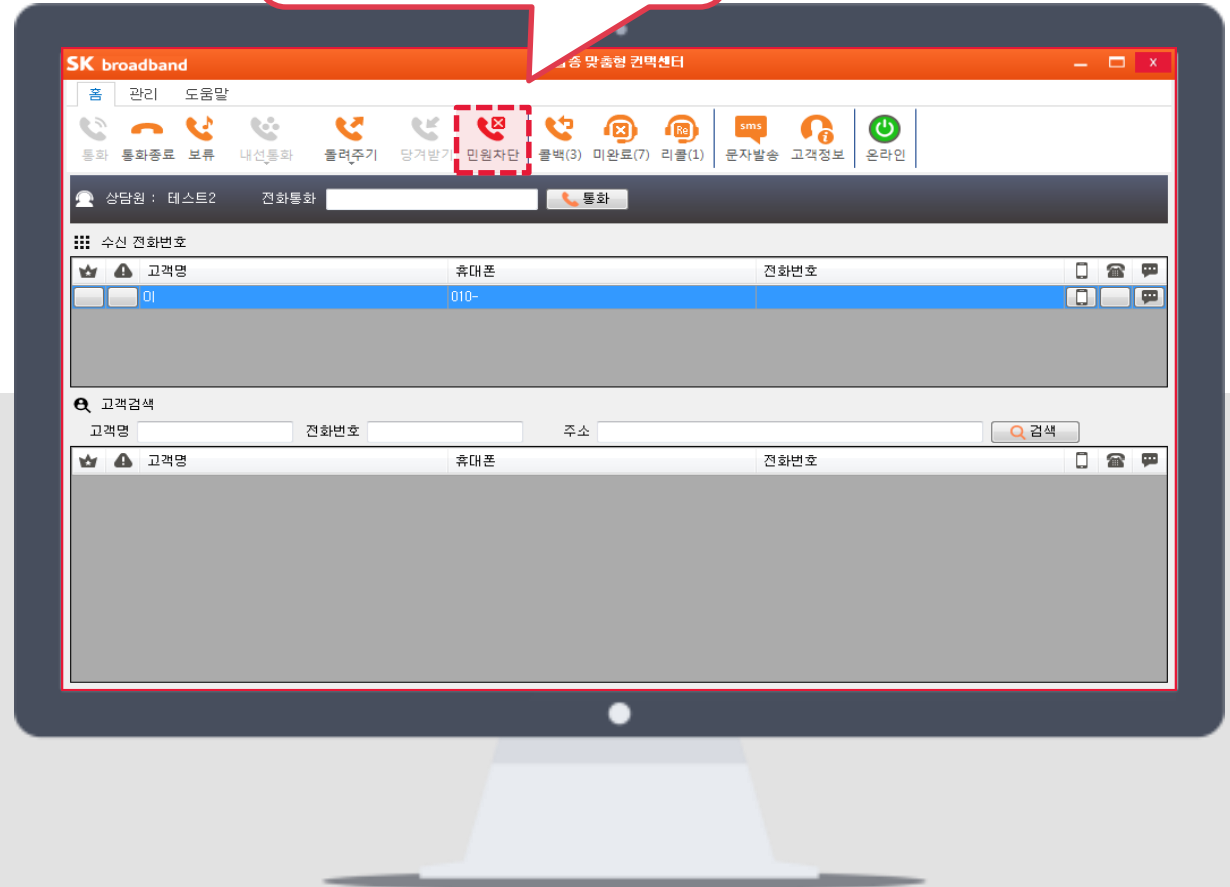 SK broadband
종 맞춤형 컨택센터
홈 관리 도움말
통화 통화종료 보류 내선통화 돌려주기 당겨받기 민원차단 콜백(3) 미완료(7) 리콜(1) sms 문자발송 Re 고객정보 온라인
상담원 : 테스트2 전화통화 통화
수신 전화번호
고객명 휴대폰 전화번호
이 010-
고객검색
고객명 전화번호 주소 검색
고객명 휴대폰 전화번호